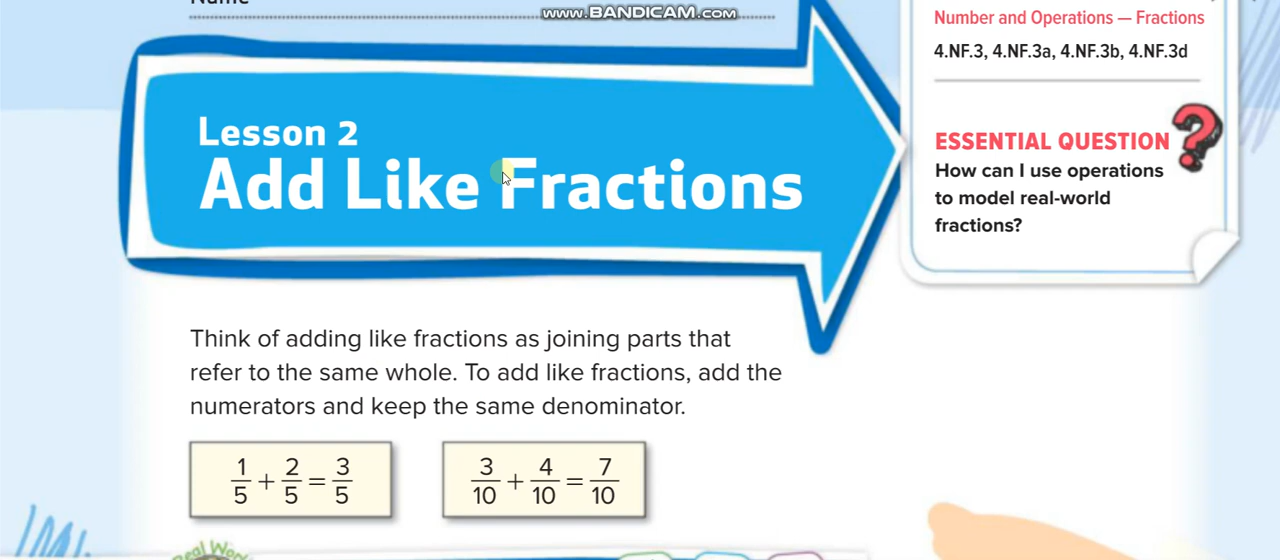 Name
www.BANDICAM.com
Number and Operations — Fractions
4.NF.3, 4.NF.3a, 4.NF.3b, 4.NF.3d
Lesson 2
Add Like Fractions
ESSENTIAL QUESTION
How can I use operations
to model real-world
fractions?
?
Think of adding like fractions as joining parts that
refer to the same whole. To add like fractions, add the
numerators and keep the same denominator.
1/5 + 2/5 = 3/5
3/10 + 4/10 = 7/10